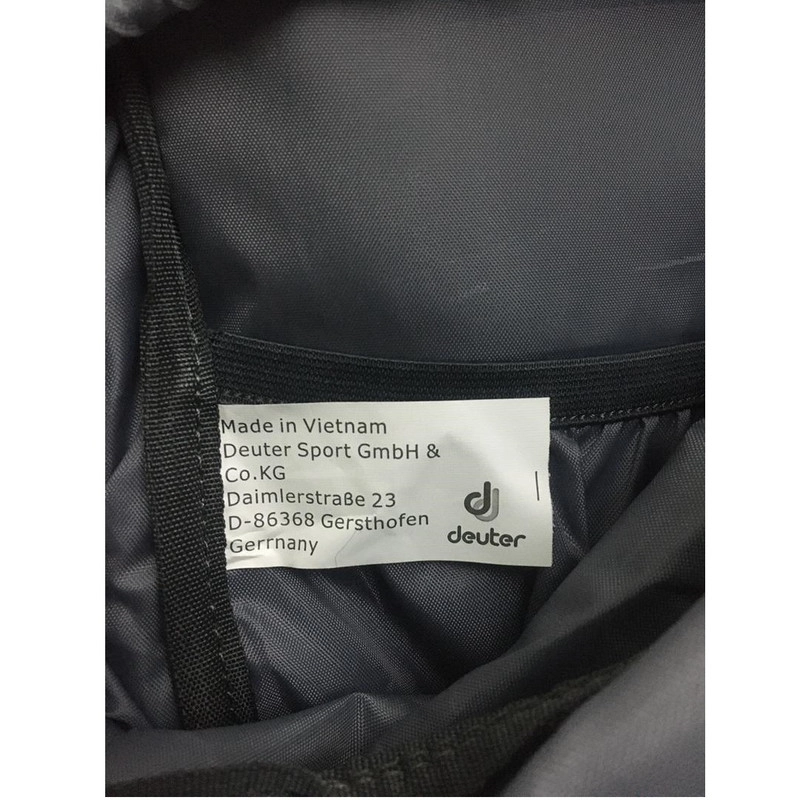 Made in Vietnam
Deuter Sport GmbH &
Co.KG
Daimlerstraße 23
D-86368 Gersthofen
Gerrnany
deuter